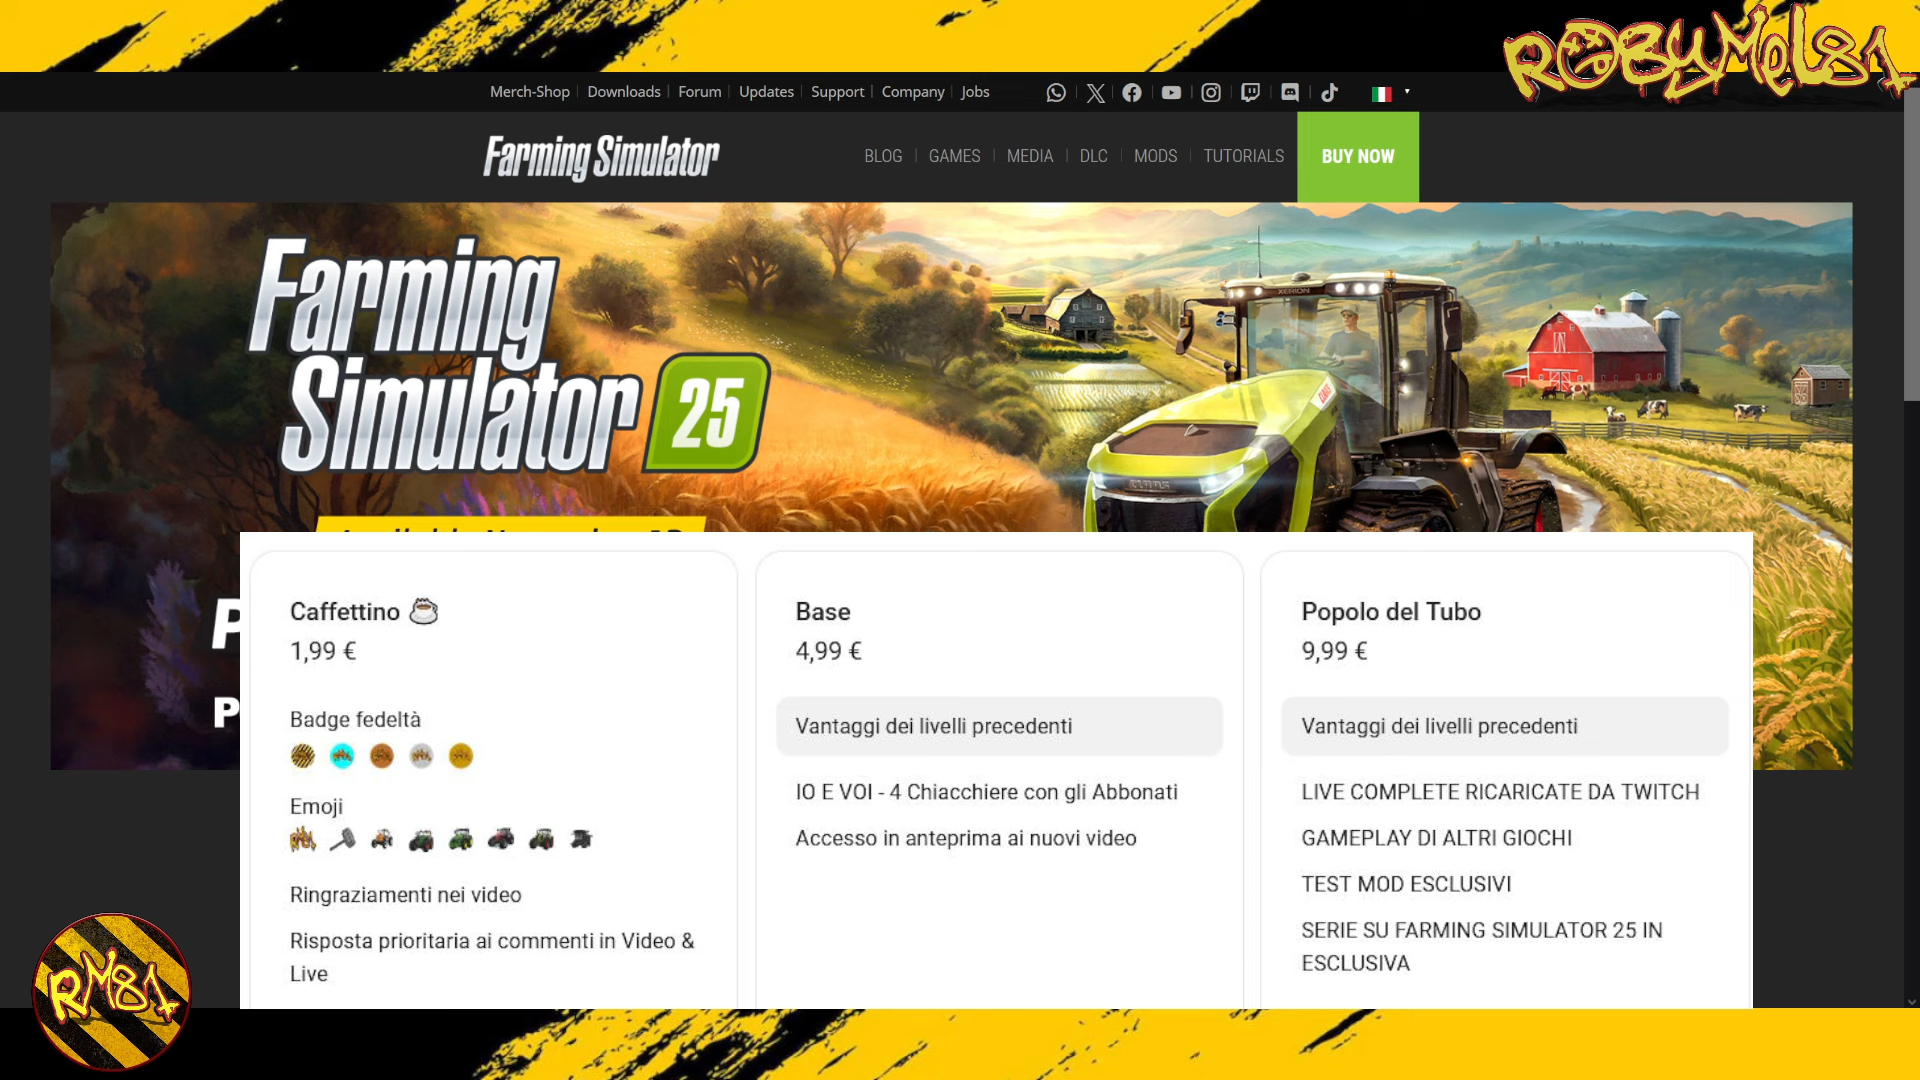 RobyMel81
Merch-Shop Downloads Forum Updates Support Company Jobs
Farming Simulator BLOG GAMES MEDIA DLC MODS TUTORIALS BUY NOW
Farming
Simulator 25
XERION
CLAAS
Caffettino
1,99 €
Badge fedeltà
Emoji
Ringraziamenti nei video
Risposta prioritaria ai commenti in Video &
Live
Base
4,99 €
Vantaggi dei livelli precedenti
IO E VOI - 4 Chiacchiere con gli Abbonati
Accesso in anteprima ai nuovi video
Popolo del Tubo
9,99 €
Vantaggi dei livelli precedenti
LIVE COMPLETE RICARICATE DA TWITCH
GAMEPLAY DI ALTRI GIOCHI
TEST MOD ESCLUSIVI
SERIE SU FARMING SIMULATOR 25 IN
ESCLUSIVA
P
P
RM81